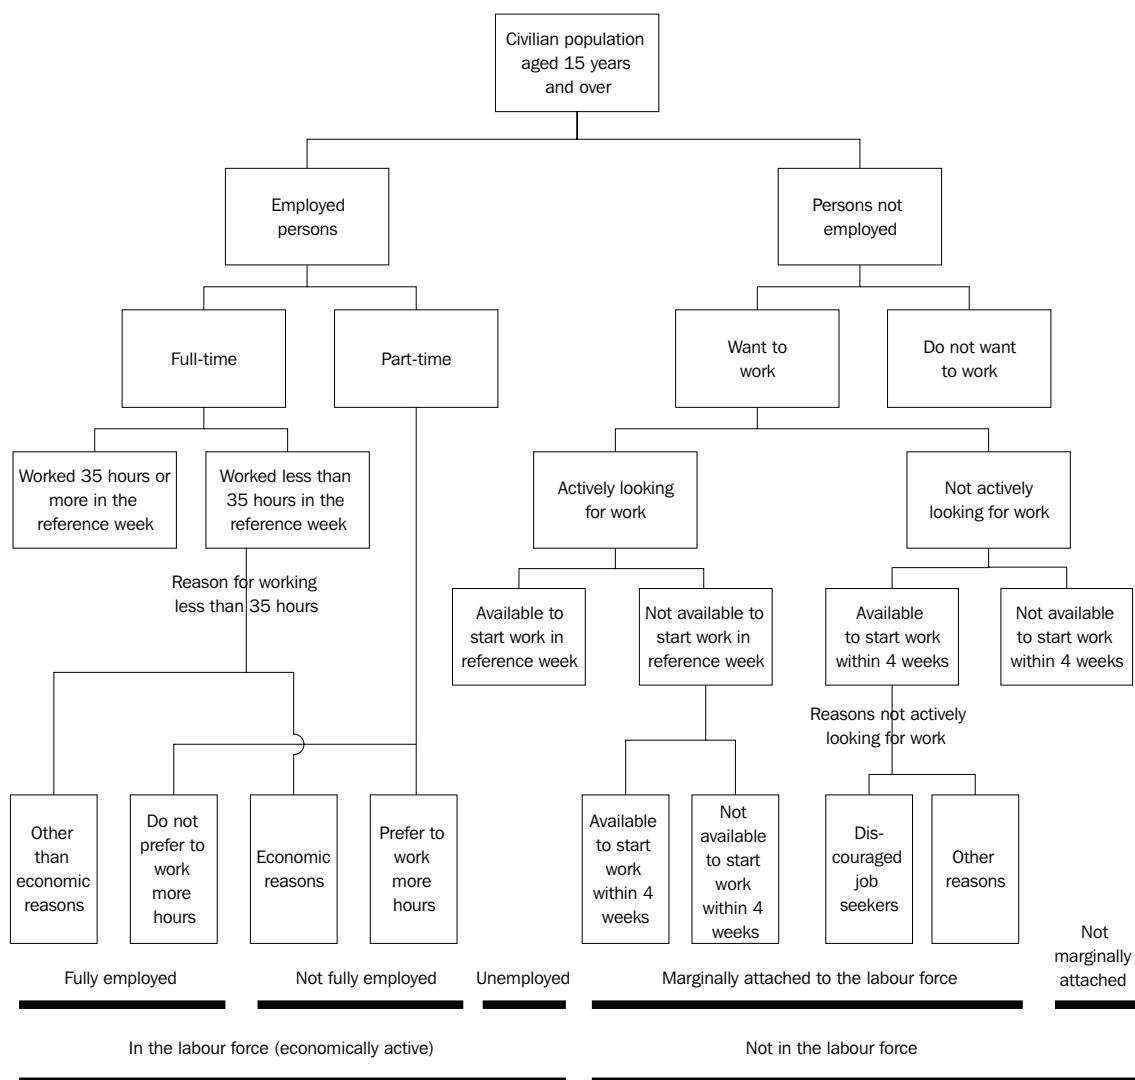 Civilian population
aged 15 years
and over
Employed
persons
Persons not
employed
Full-time
Part-time
Want to
work
Do not want
to work
Worked 35 hours or
more in the
reference week
Worked less than
35 hours in the
reference week
Actively looking
for work
Not actively
looking for work
Reason for working
less than 35 hours
Available to
start work in
reference week
Not available to
start work in
reference week
Available
to start work
within 4 weeks
Not available
to start work
within 4 weeks
Reasons not actively
looking for work
Other
than
economic
reasons
Do not
prefer to
work
more
hours
Economic
reasons
Prefer to
work
more
hours
Available
to start
work
within 4
weeks
Not
available
to start
work
within 4
weeks
Dis-
couraged
job
seekers
Other
reasons
Fully employed
Not fully employed
Unemployed
Marginally attached to the labour force
Not
marginally
attached
In the labour force (economically active)
Not in the labour force